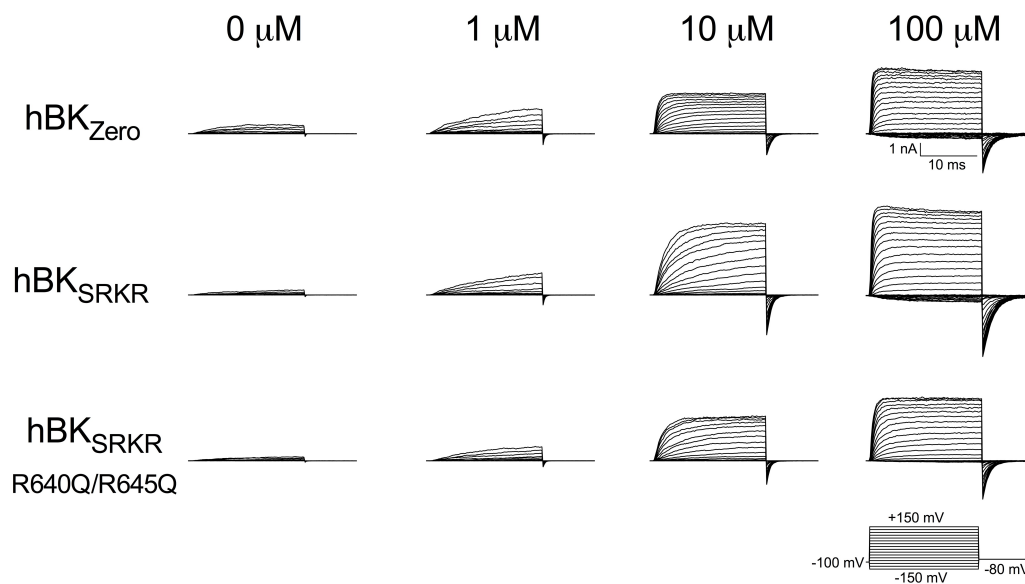 0 μM 1 μM 10 μM 100 μM
hBKZero
1 nA
10 ms
hBKSRKR
hBKSRKR
R640Q/R645Q
+150 mV
-100 mV
-80 mV
-150 mV